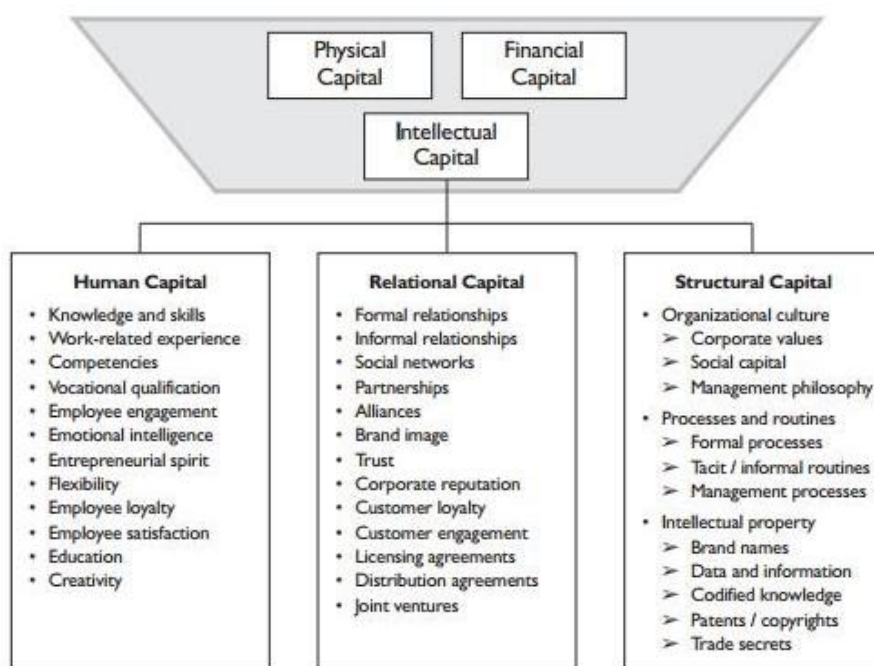 Physical
Capital
Financial
Capital
Intellectual
Capital
Human Capital
• Knowledge and skills
• Work-related experience
• Competencies
• Vocational qualification
• Employee engagement
• Emotional intelligence
• Entrepreneurial spirit
• Flexibility
• Employee loyalty
• Employee satisfaction
• Education
• Creativity
Relational Capital
• Formal relationships
• Informal relationships
• Social networks
• Partnerships
• Alliances
• Brand image
• Trust
• Corporate reputation
• Customer loyalty
• Customer engagement
• Licensing agreements
• Distribution agreements
• Joint ventures
Structural Capital
• Organizational culture
➢ Corporate values
➢ Social capital
➢ Management philosophy
• Processes and routines
➢ Formal processes
➢ Tacit / informal routines
➢ Management processes
• Intellectual property
➢ Brand names
➢ Data and information
➢ Codified knowledge
➢ Patents / copyrights
➢ Trade secrets